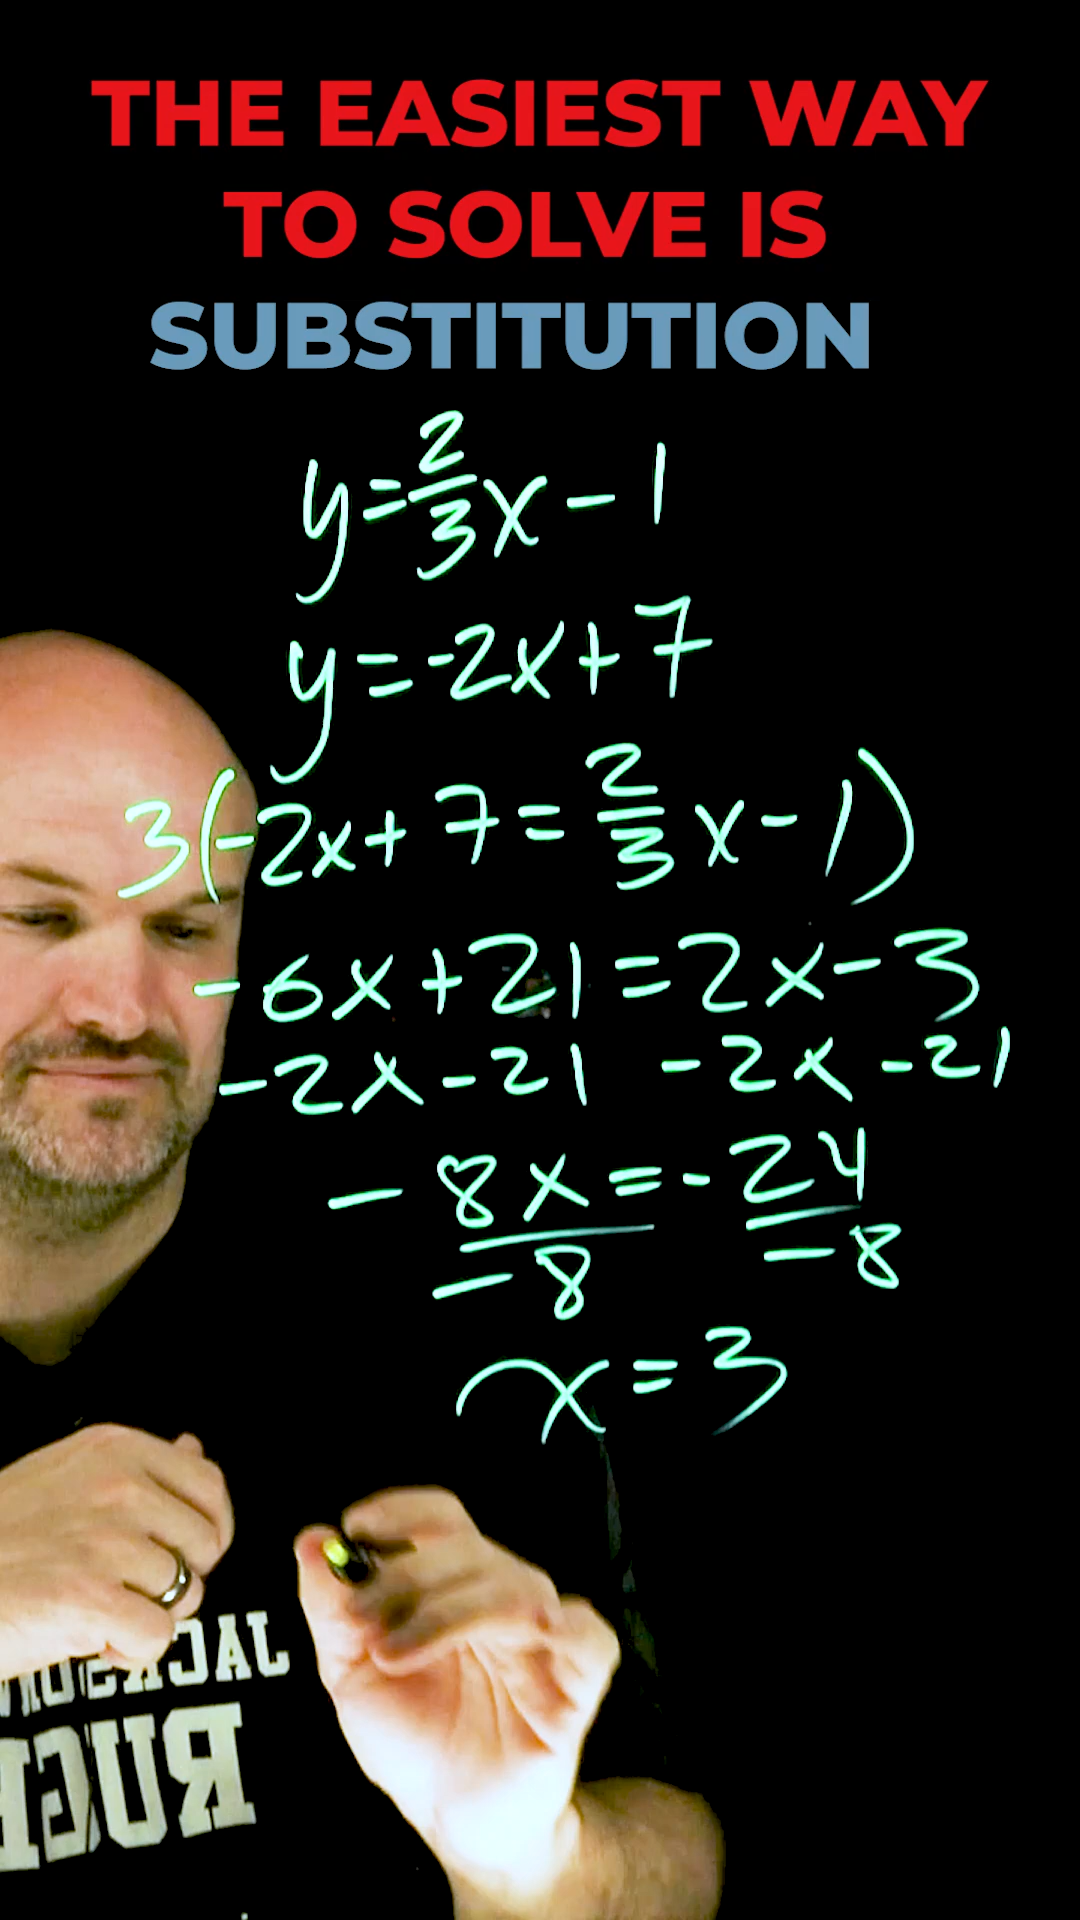 THE EASIEST WAY
TO SOLVE IS
SUBSTITUTION
y=2/3x-1
y=-2x+7
3(-2x+7=2/3x-1)
-6x+21=2x-3
-2x-21 -2x-21
-8x=-24
-8 -8
x=3